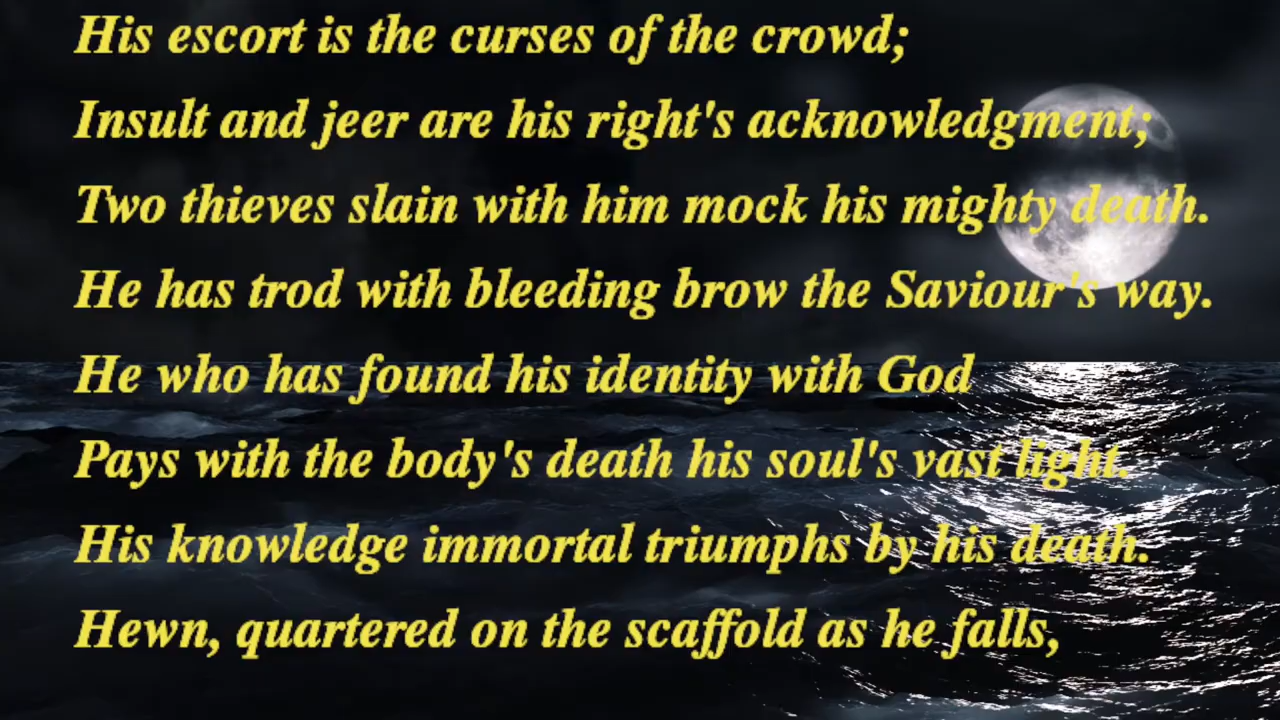 His escort is the curses of the crowd;
Insult and jeer are his right's acknowledgment;
Two thieves slain with him mock his mighty death.
He has trod with bleeding brow the Saviour's way.
He who has found his identity with God
Pays with the body's death his soul's vast light.
His knowledge immortal triumphs by his death.
Hewn, quartered on the scaffold as he falls,